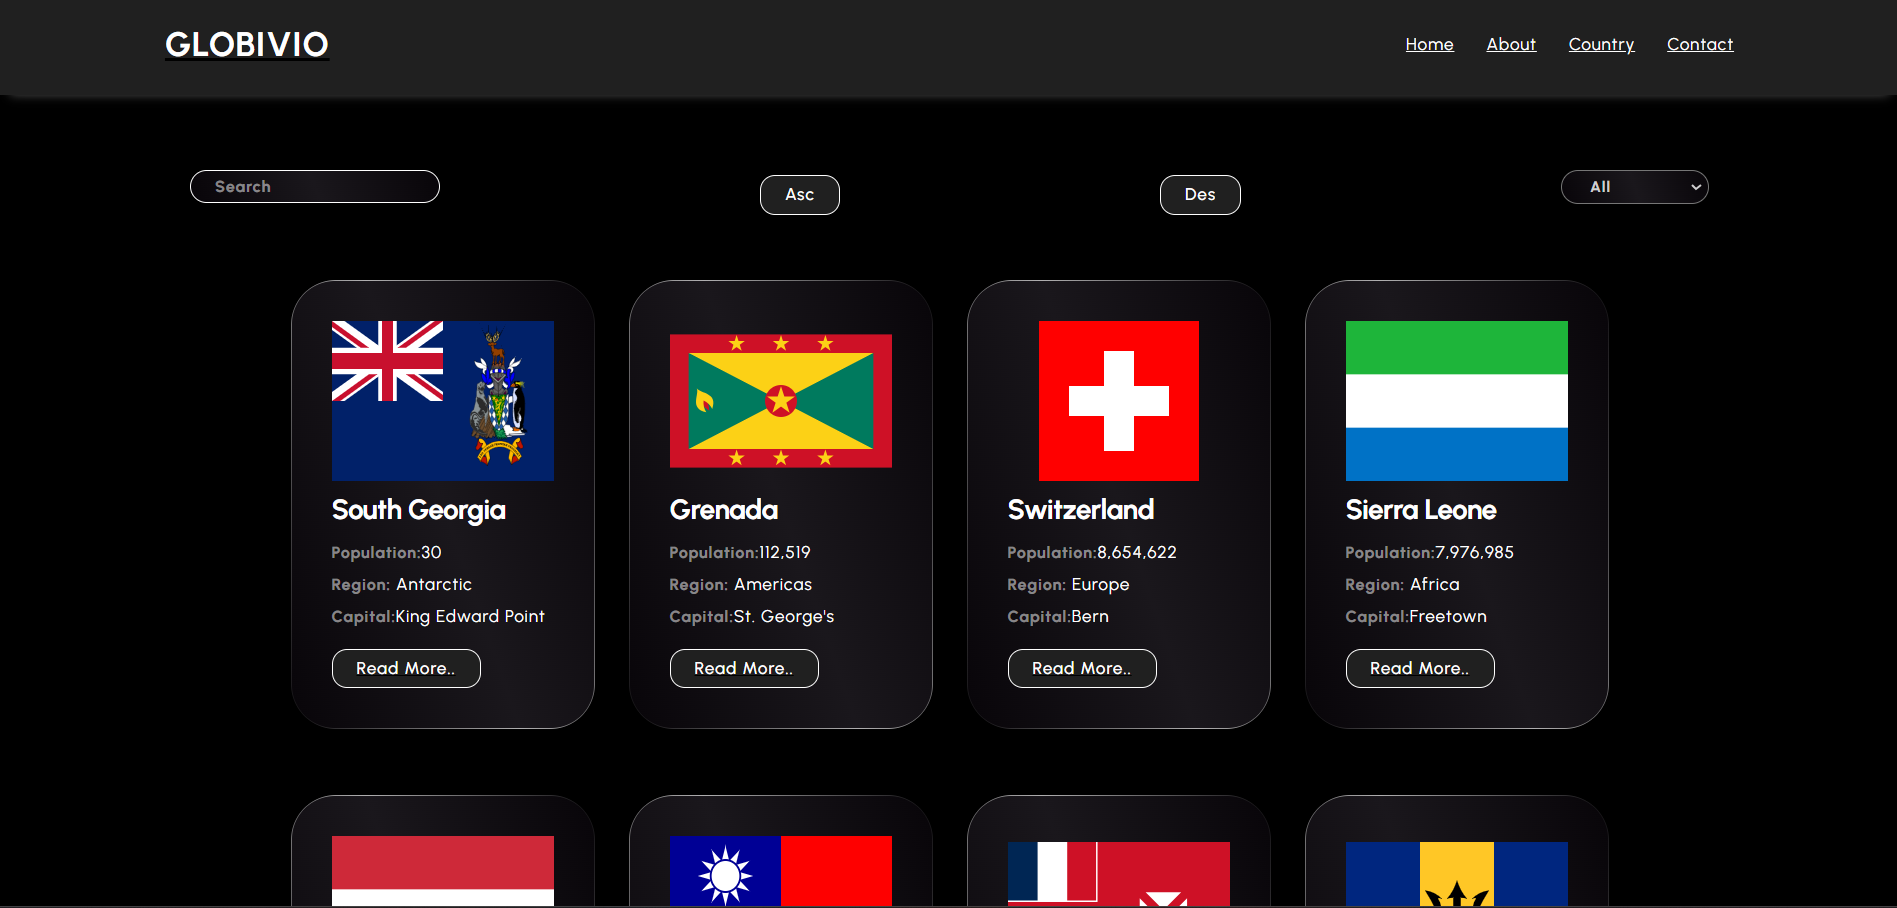 GLOBIVIO
Home About Country Contact
Search Asc Des All
South Georgia
Population:30
Region: Antarctic
Capital:King Edward Point
Read More..
Grenada
Population:112,519
Region: Americas
Capital:St. George's
Read More..
Switzerland
Population:8,654,622
Region: Europe
Capital:Bern
Read More..
Sierra Leone
Population:7,976,985
Region: Africa
Capital:Freetown
Read More..